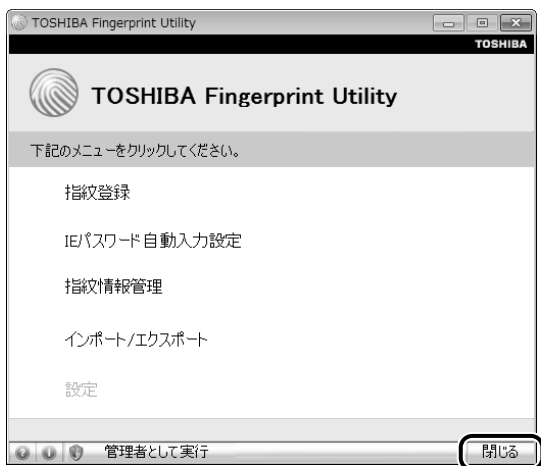 TOSHIBA Fingerprint Utility
TOSHIBA
TOSHIBA Fingerprint Utility
下記のメニューをクリックしてください。
指紋登録
IEパスワード自動入力設定
指紋情報管理
インポート/エクスポート
設定
管理者として実行
閉じる